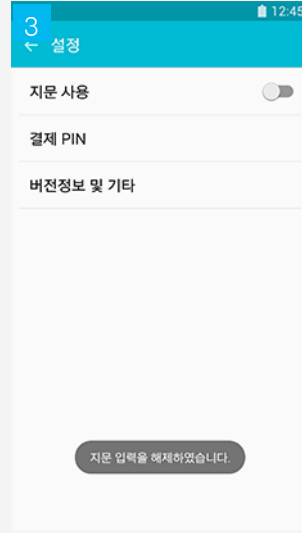 12:45
3
← 설정
지문 사용
결제 PIN
버전정보 및 기타
지문 입력을 해제하였습니다.